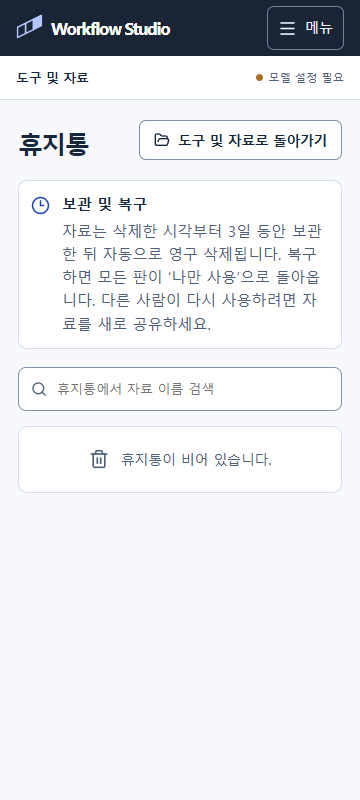 Workflow Studio
메뉴
도구 및 자료
모델 설정 필요
휴지통
도구 및 자료로 돌아가기
보관 및 복구
자료는 삭제한 시각부터 3일 동안 보관
한 뒤 자동으로 영구 삭제됩니다. 복구
하면 모든 판이 ‘나만 사용’으로 돌아옵
니다. 다른 사람이 다시 사용하려면 자
료를 새로 공유하세요.
휴지통에서 자료 이름 검색
휴지통이 비어 있습니다.